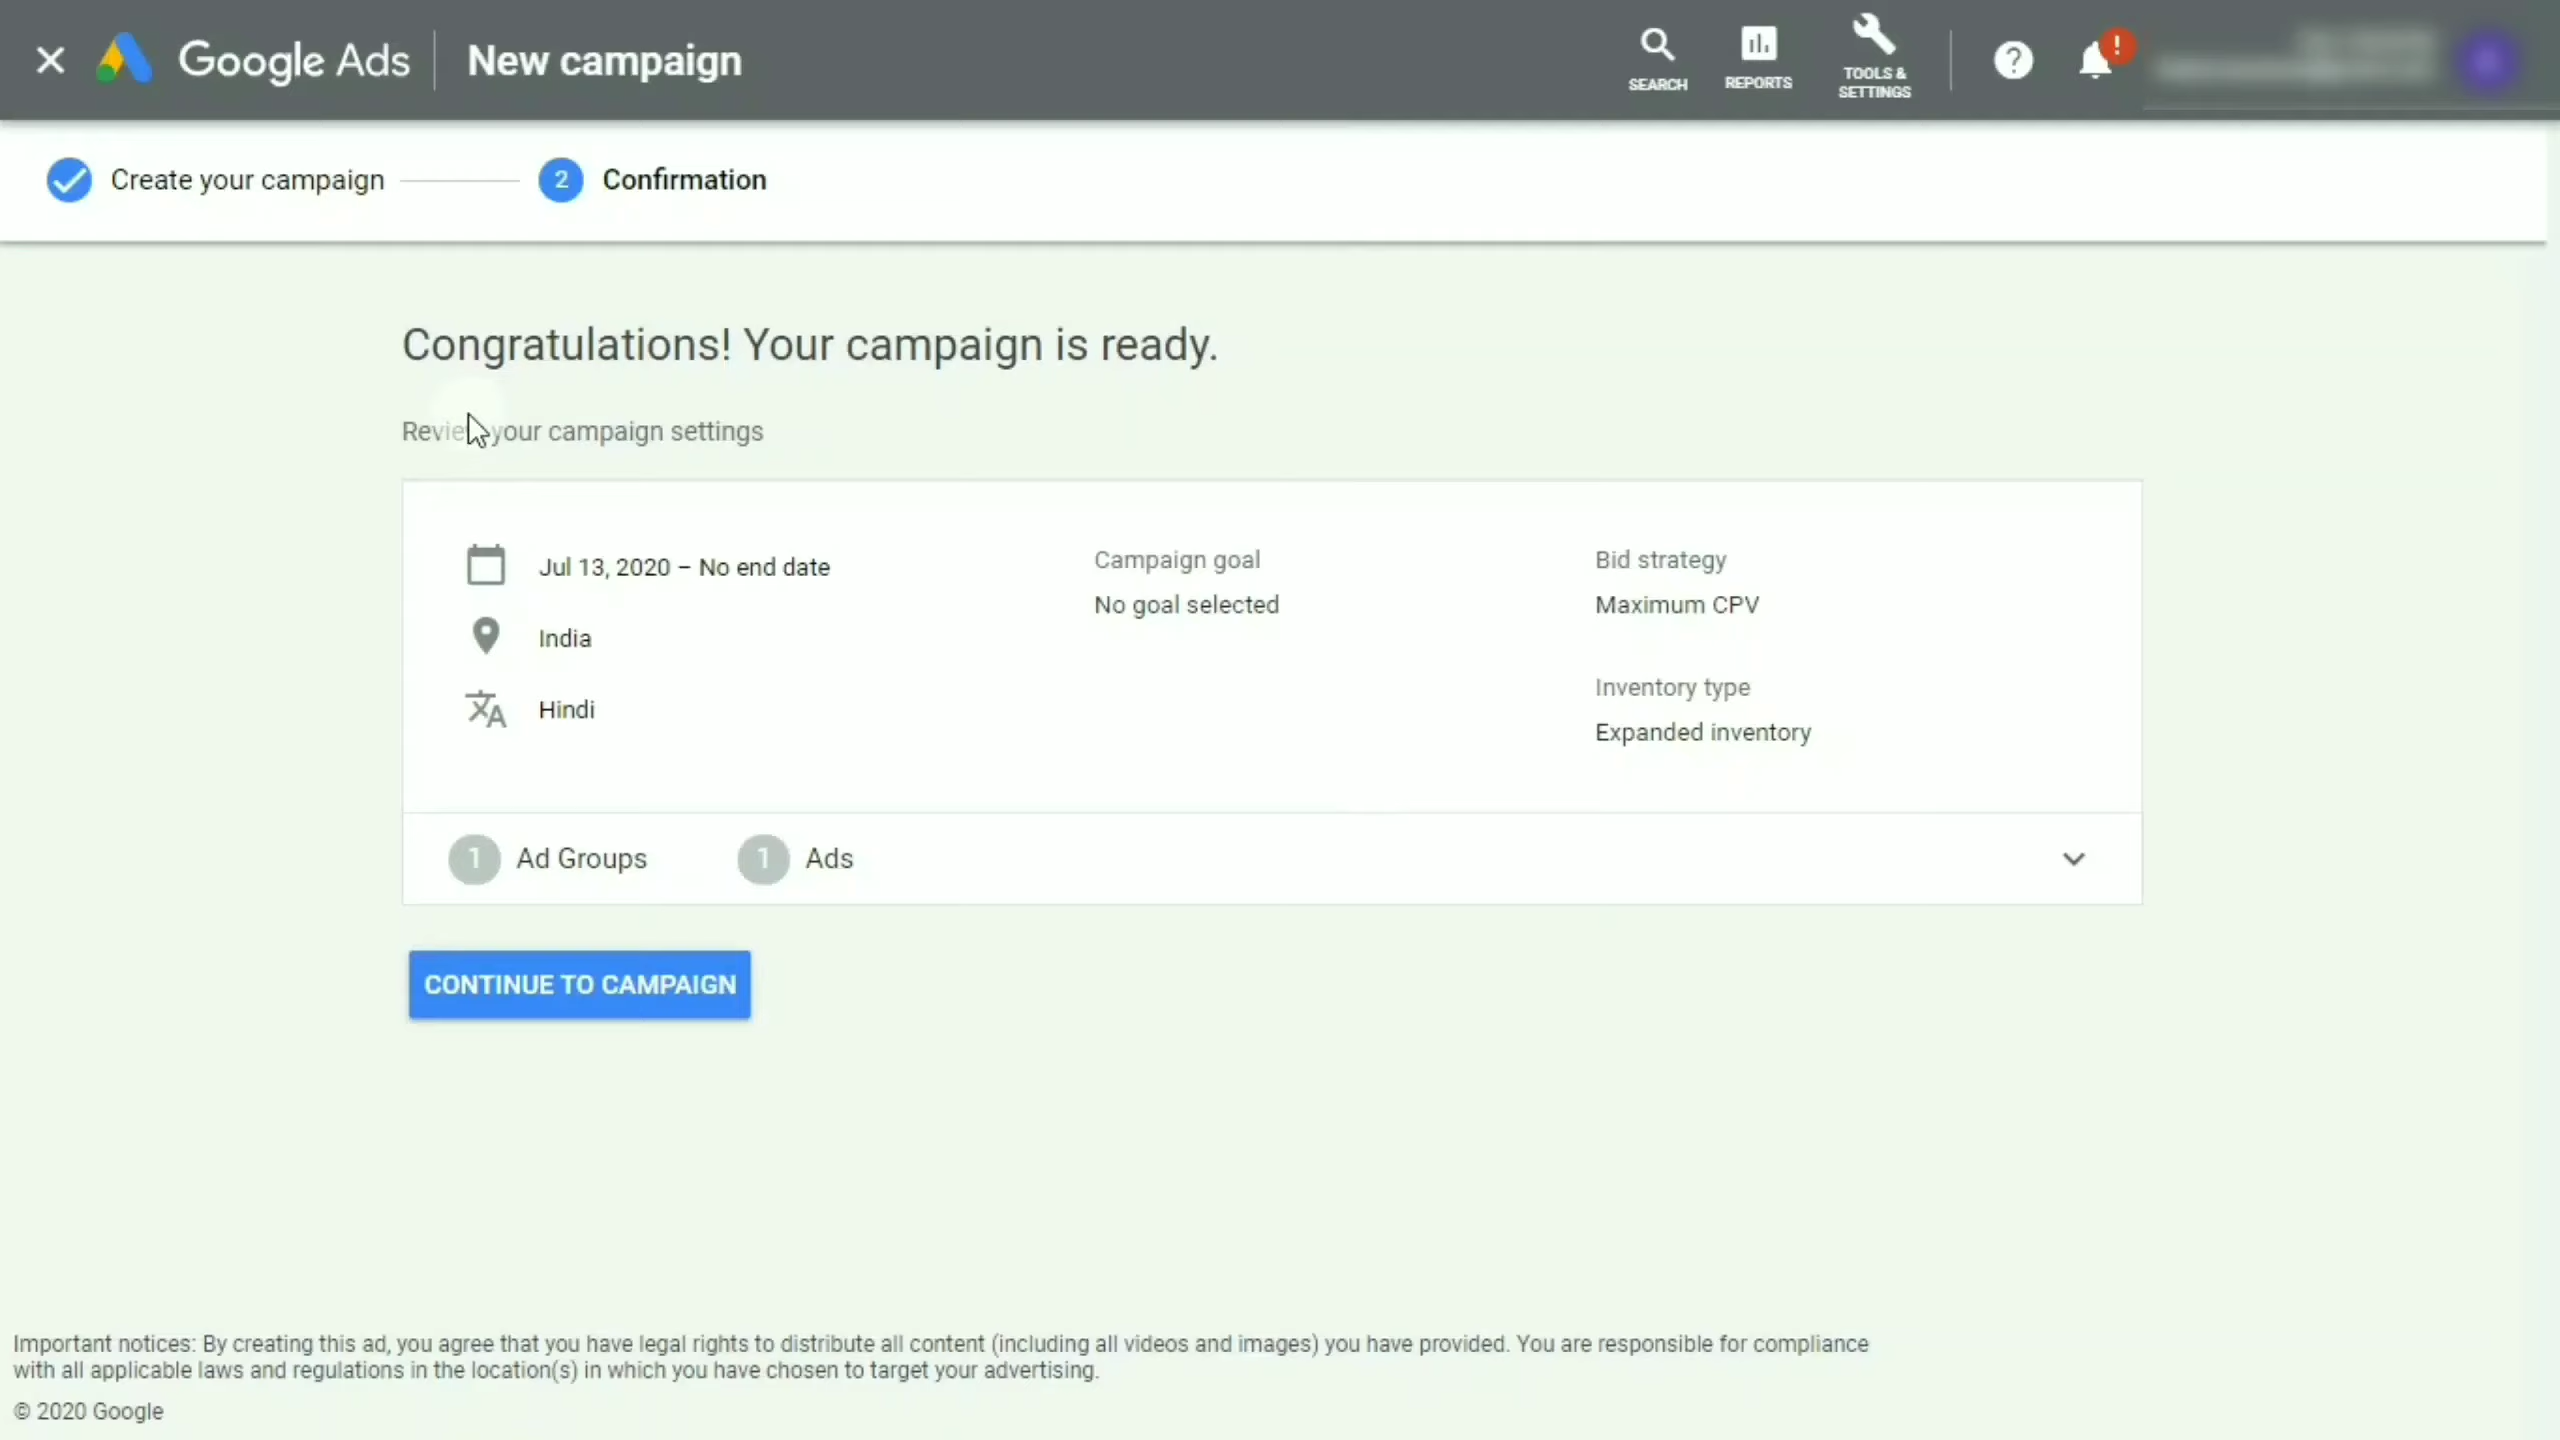 Google Ads New campaign
SEARCH
REPORTS
TOOLS &
SETTINGS
?
!
Create your campaign
2 Confirmation
Congratulations! Your campaign is ready.
Review your campaign settings
Jul 13, 2020 – No end date
India
Hindi
Campaign goal
No goal selected
Bid strategy
Maximum CPV
Inventory type
Expanded inventory
1 Ad Groups 1 Ads
CONTINUE TO CAMPAIGN
Important notices: By creating this ad, you agree that you have legal rights to distribute all content (including all videos and images) you have provided. You are responsible for compliance
with all applicable laws and regulations in the location(s) in which you have chosen to target your advertising.
© 2020 Google